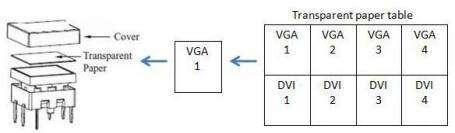 Transparent paper table
Cover
Transparent
Paper
VGA
1
VGA
1
VGA
2
VGA
3
VGA
4
DVI
1
DVI
2
DVI
3
DVI
4